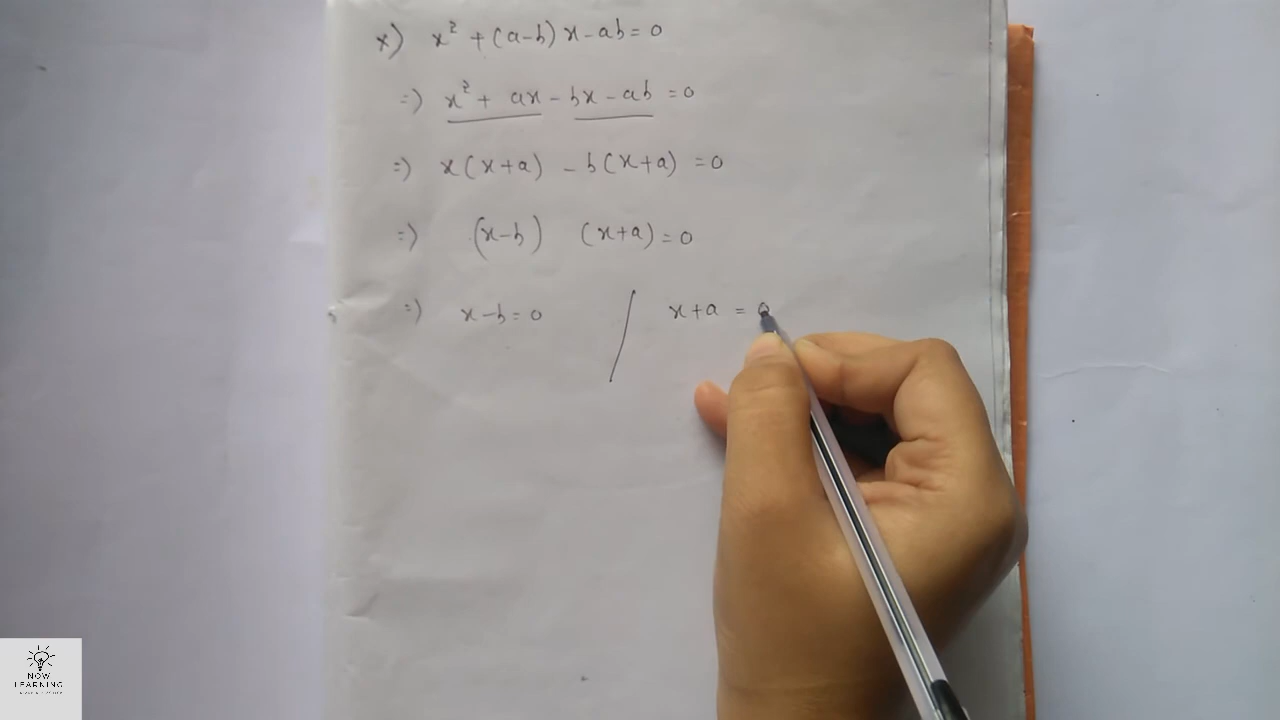 x) x² + (a-b) x - ab = 0
=) x² + ax - bx - ab = 0
=) x (x+a) - b (x+a) = 0
=) (x-b) (x+a) = 0
=) x-b = 0 / x+a = 0
NOW
LEARNING